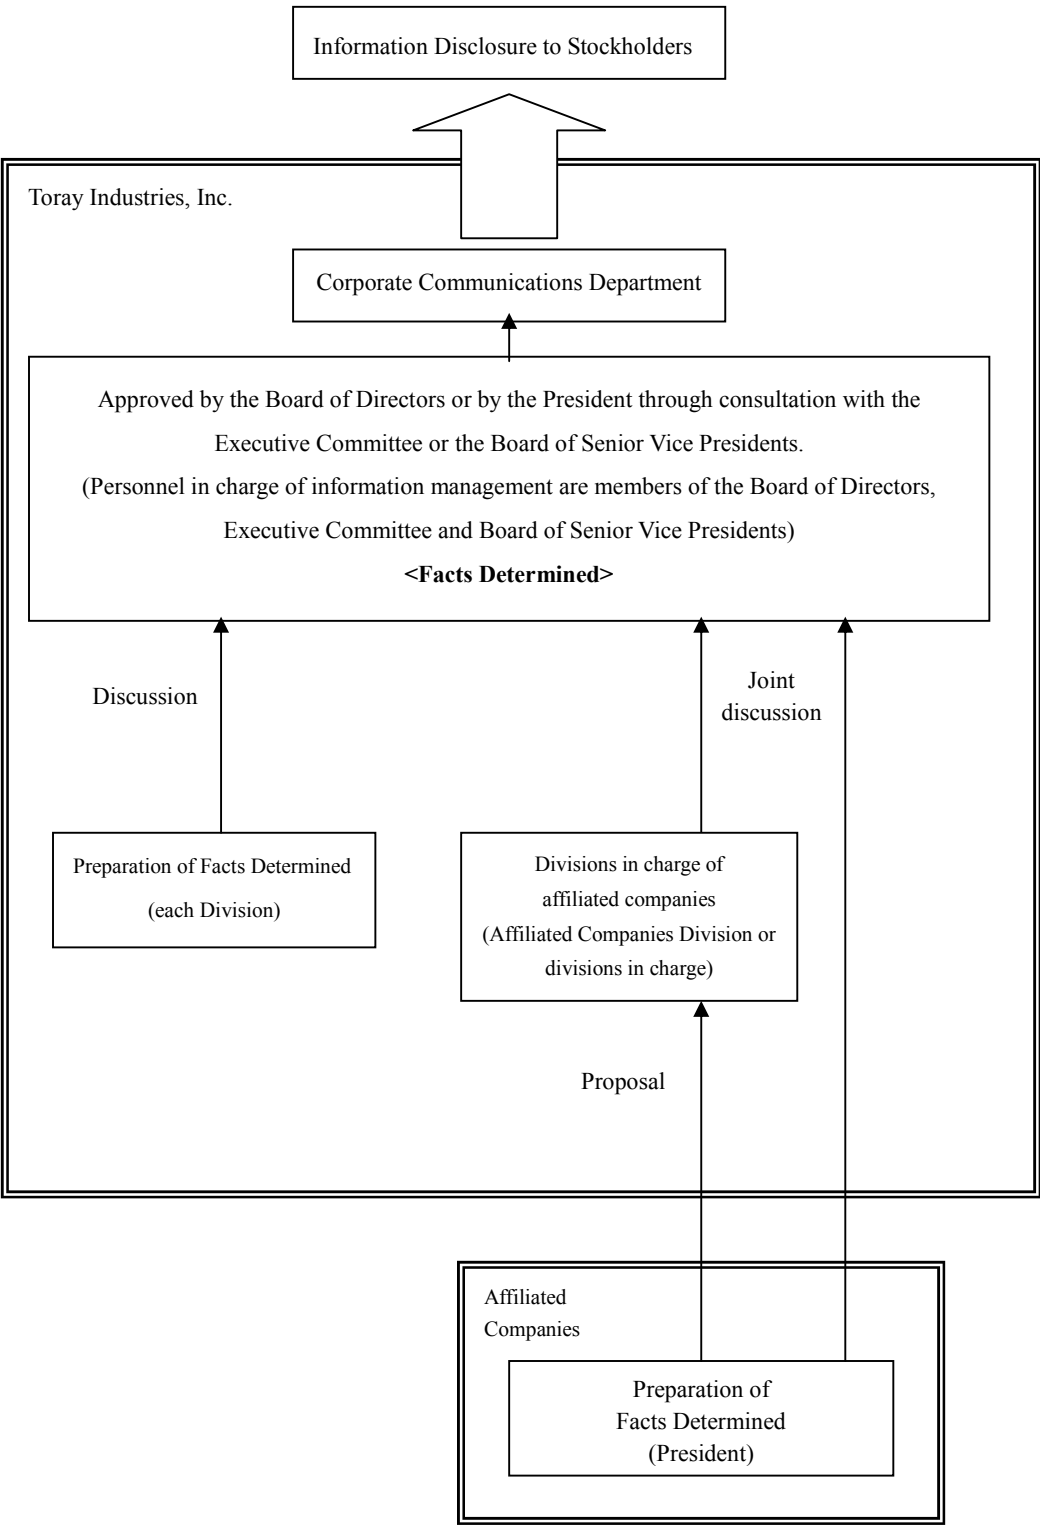 Information Disclosure to Stockholders
Toray Industries, Inc.
Corporate Communications Department
Approved by the Board of Directors or by the President through consultation with the
Executive Committee or the Board of Senior Vice Presidents.
(Personnel in charge of information management are members of the Board of Directors,
Executive Committee and Board of Senior Vice Presidents)
<Facts Determined>
Discussion
Joint
discussion
Preparation of Facts Determined
(each Division)
Divisions in charge of
affiliated companies
(Affiliated Companies Division or
divisions in charge)
Proposal
Affiliated
Companies
Preparation of
Facts Determined
(President)